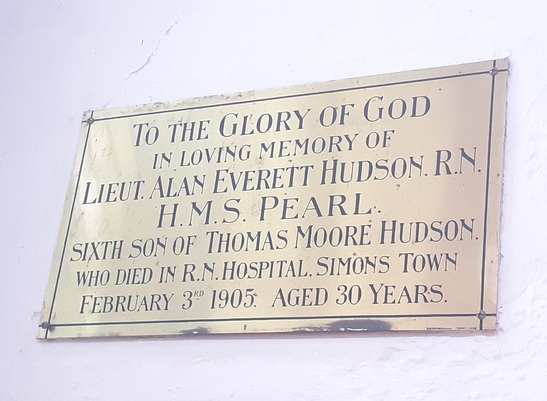 TO THE GLORY OF GOD
IN LOVING MEMORY OF
LIEUT. ALAN EVERETT HUDSON. R.N.
H.M.S. PEARL.
SIXTH SON OF THOMAS MOORE HUDSON.
WHO DIED IN R.N. HOSPITAL. SIMONS TOWN
FEBRUARY 3RD 1905. AGED 30 YEARS.